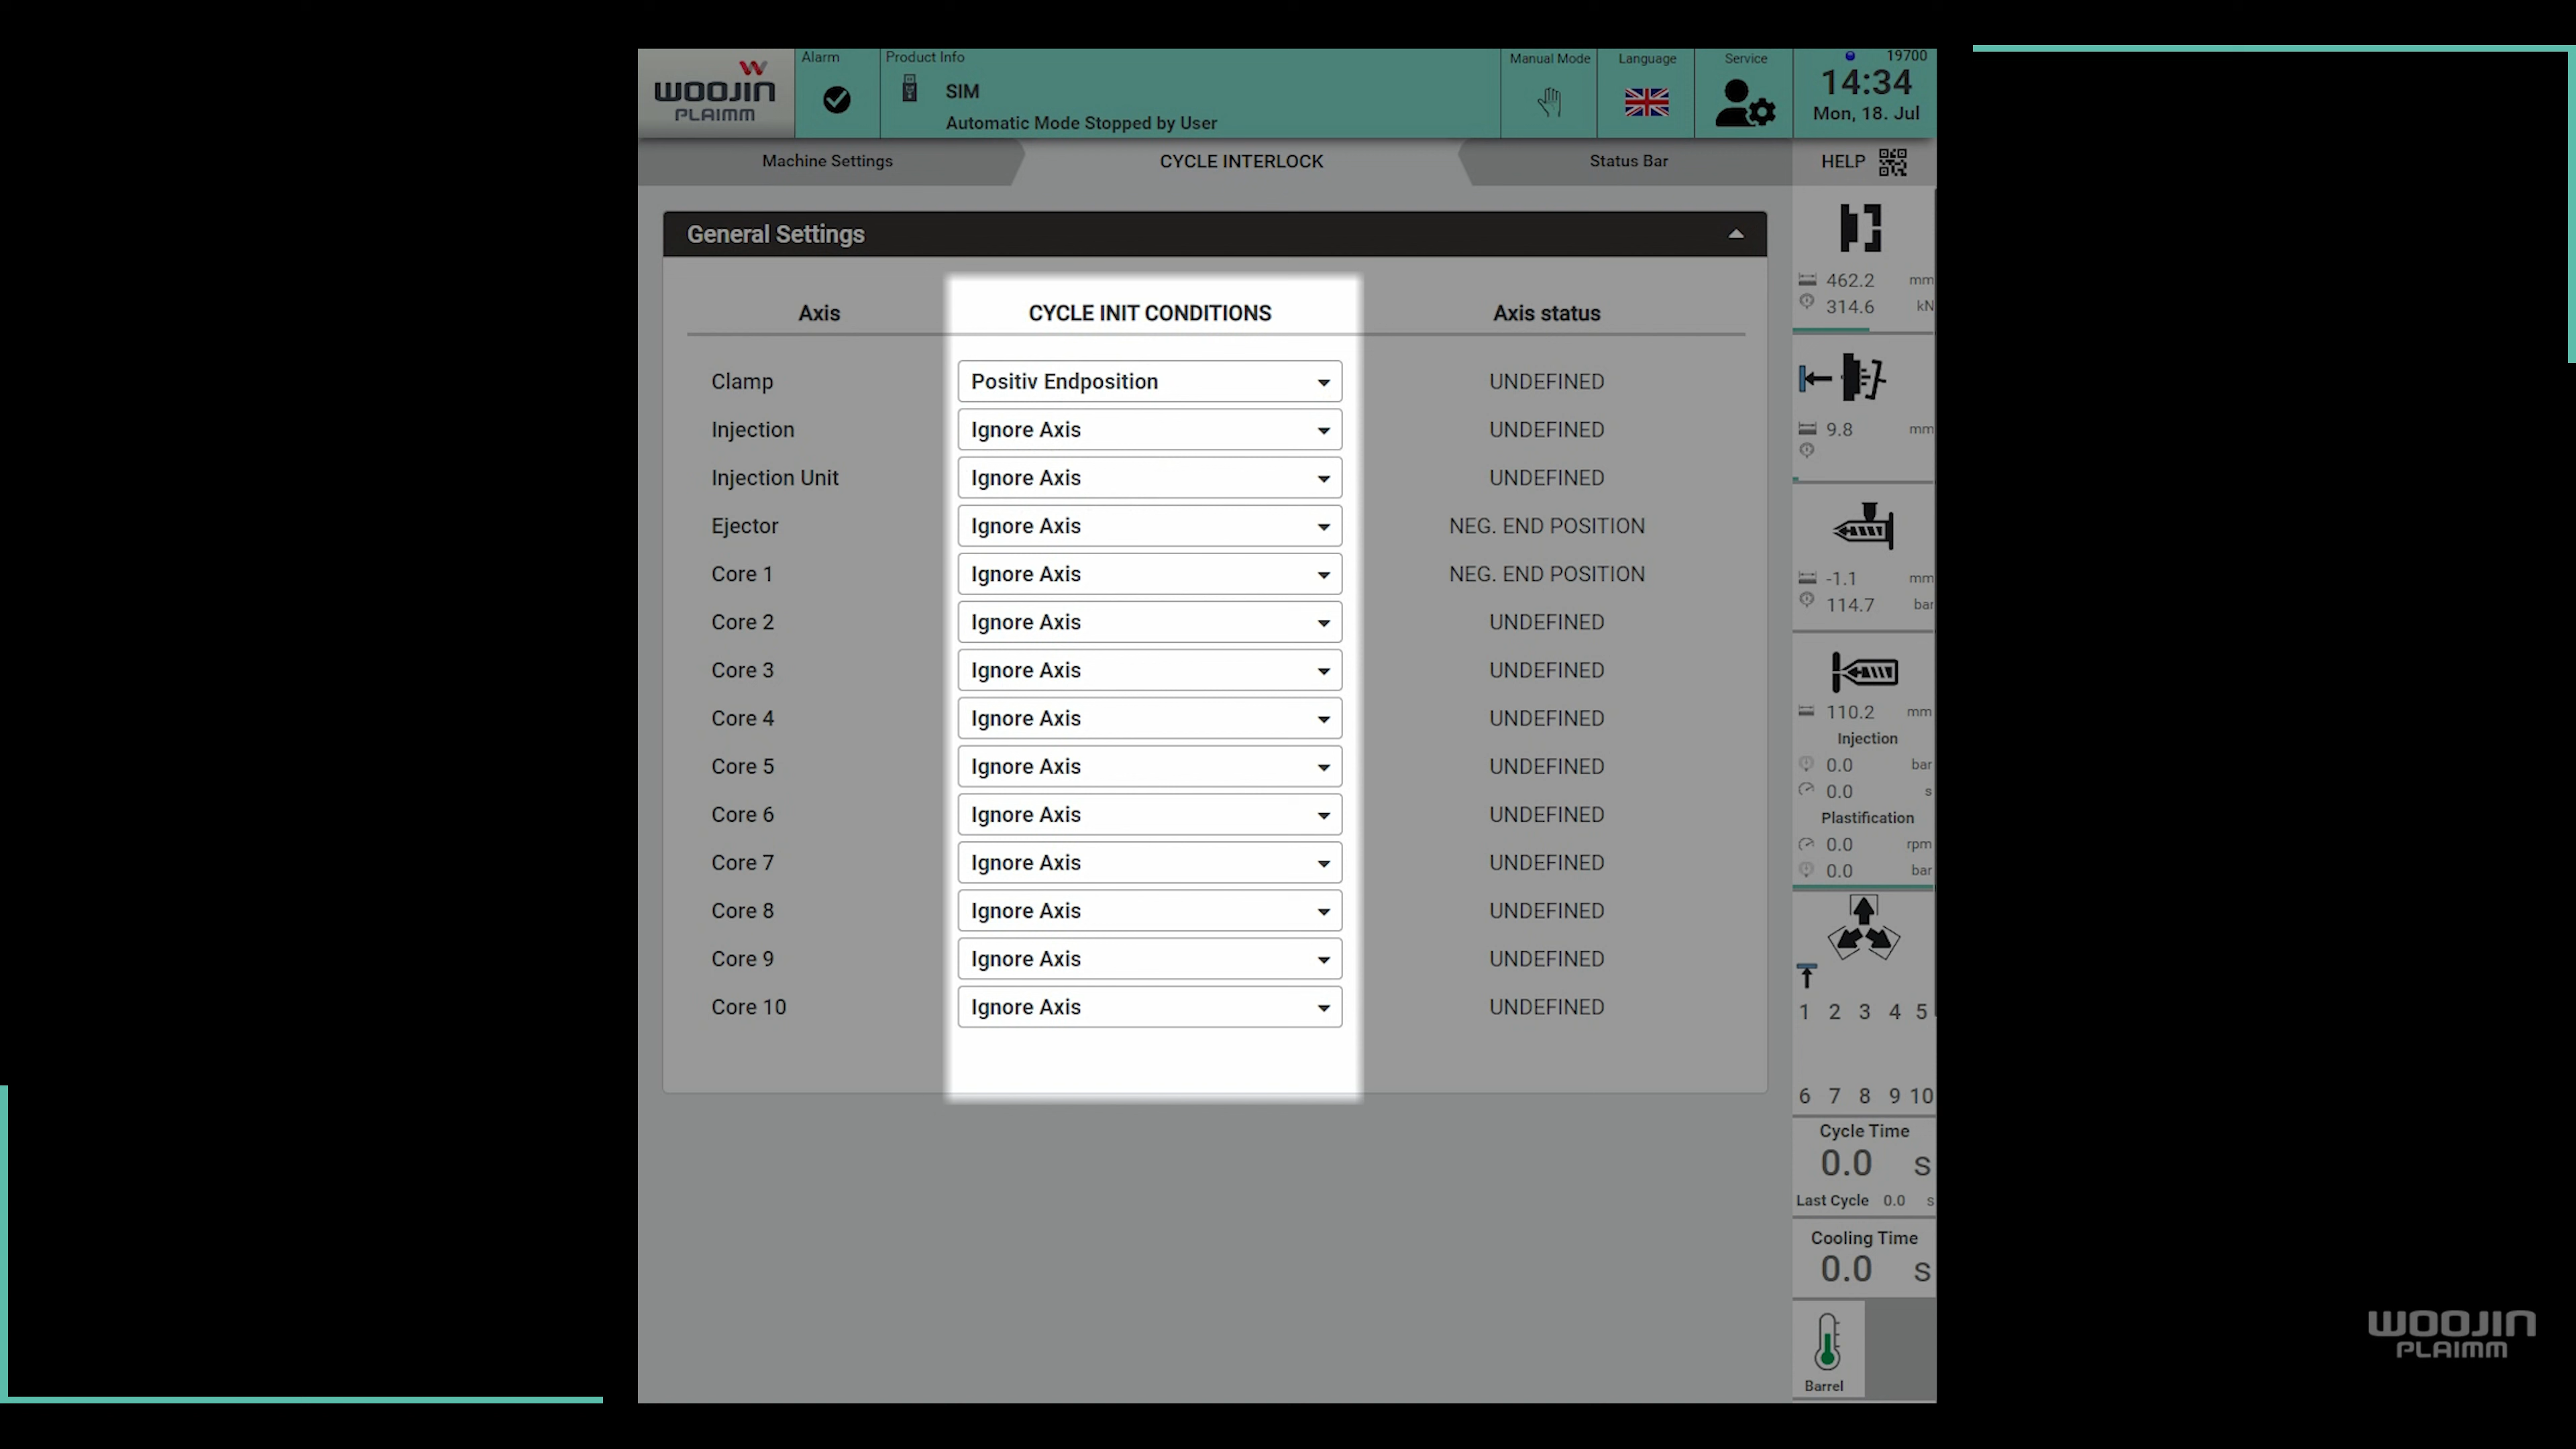 WOOJIN
PLAIMM
Alarm
Product Info
SIM
Automatic Mode Stopped by User
Manual Mode
Language
Service
19700
14:34
Mon, 18. Jul
Machine Settings
CYCLE INTERLOCK
Status Bar
HELP
General Settings
Axis CYCLE INIT CONDITIONS Axis status
Clamp Positiv Endposition UNDEFINED
Injection Ignore Axis UNDEFINED
Injection Unit Ignore Axis UNDEFINED
Ejector Ignore Axis NEG. END POSITION
Core 1 Ignore Axis NEG. END POSITION
Core 2 Ignore Axis UNDEFINED
Core 3 Ignore Axis UNDEFINED
Core 4 Ignore Axis UNDEFINED
Core 5 Ignore Axis UNDEFINED
Core 6 Ignore Axis UNDEFINED
Core 7 Ignore Axis UNDEFINED
Core 8 Ignore Axis UNDEFINED
Core 9 Ignore Axis UNDEFINED
Core 10 Ignore Axis UNDEFINED
462.2 mm
314.6 kN
9.8 mm
-1.1 mm
114.7 bar
110.2 mm
Injection
0.0 bar
0.0 s
Plastification
0.0 rpm
0.0 bar
1 2 3 4 5
6 7 8 9 10
Cycle Time
0.0 s
Last Cycle 0.0 s
Cooling Time
0.0 s
Barrel
WOOJIN
PLAIMM